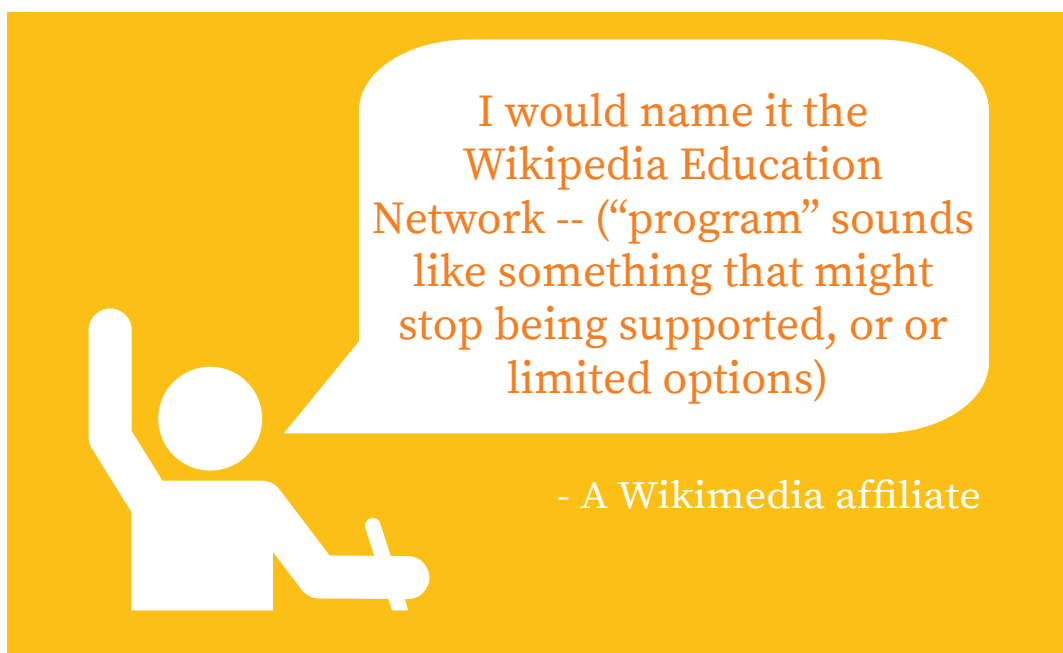 I would name it the
Wikipedia Education
Network -- (“program” sounds
like something that might
stop being supported, or or
limited options)
- A Wikimedia affiliate